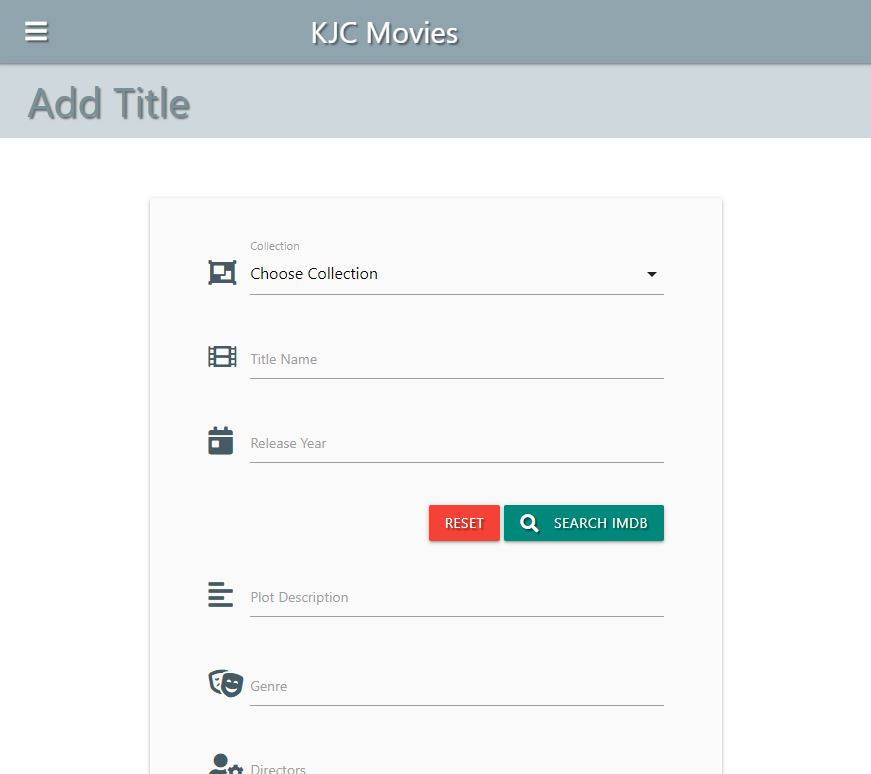 KJC Movies
Add Title
Collection
Choose Collection
Title Name
Release Year
RESET
SEARCH IMDB
Plot Description
Genre
Directors